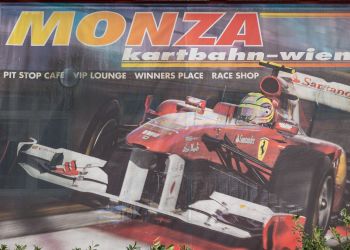 MONZA
kartbahn-wien
PIT STOP CAFE VIP LOUNGE WINNERS PLACE RACE SHOP
Santander